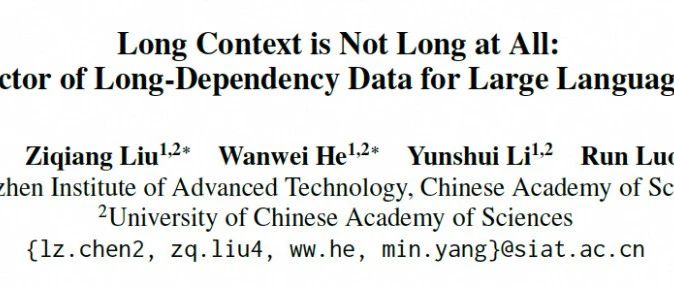 Long Context is Not Long at All:
ctor of Long-Dependency Data for Large Languag
Ziqiang Liu1,2* Wanwei He1,2* Yunshui Li1,2 Run Luo
zhen Institute of Advanced Technology, Chinese Academy of Sc
2University of Chinese Academy of Sciences
{lz.chen2, zq.liu4, ww.he, min.yang}@siat.ac.cn